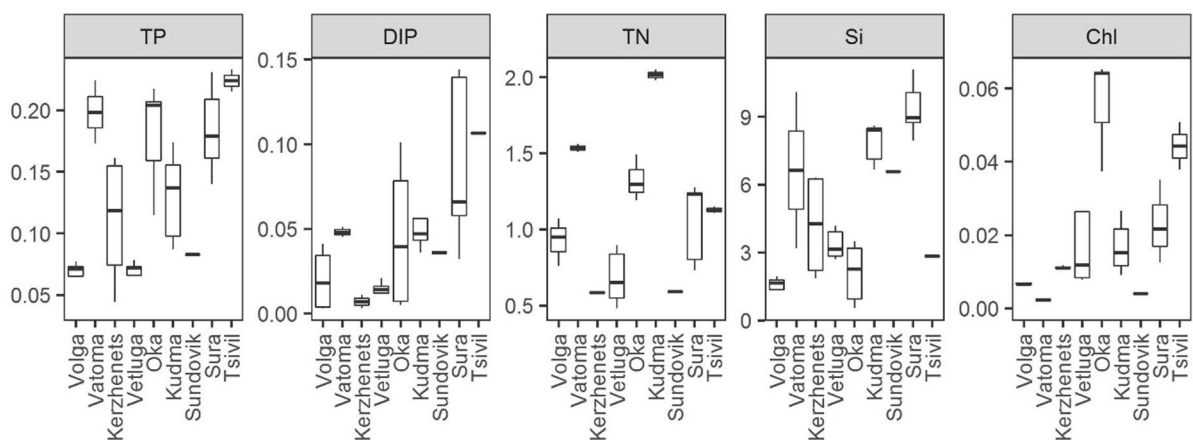 TP
DIP
TN
Si
Chl
0.20
0.15
0.10
0.05
0.15
0.10
0.05
0.00
2.0
1.5
1.0
0.5
9
6
3
0
0.06
0.04
0.02
0.00
Volga
Vatoma
Kerzhenets
Vetluga
Oka
Kudma
Sundovik
Sura
Tsivil
Volga
Vatoma
Kerzhenets
Vetluga
Oka
Kudma
Sundovik
Sura
Tsivil
Volga
Vatoma
Kerzhenets
Vetluga
Oka
Kudma
Sundovik
Sura
Tsivil
Volga
Vatoma
Kerzhenets
Vetluga
Oka
Kudma
Sundovik
Sura
Tsivil
Volga
Vatoma
Kerzhenets
Vetluga
Oka
Kudma
Sundovik
Sura
Tsivil